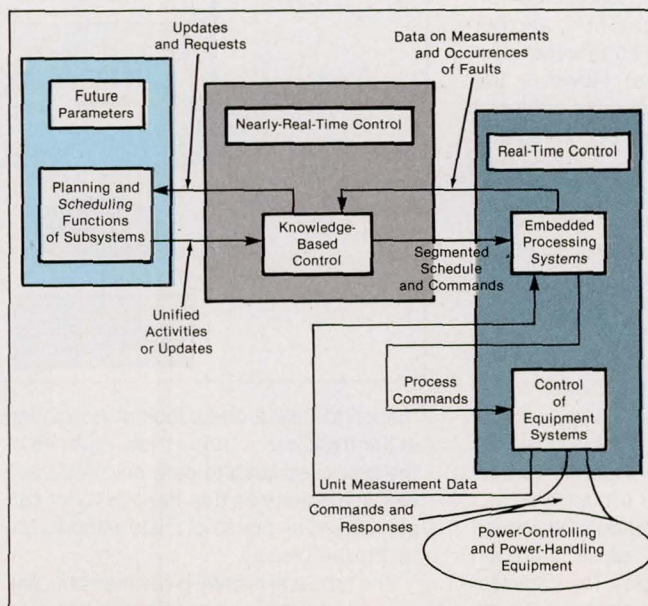 Updates
and Requests
Data on Measurements
and Occurrences
of Faults
Future
Parameters
Nearly-Real-Time Control
Real-Time Control
Planning and
Scheduling
Functions
of Subsystems
Knowledge-
Based
Control
Embedded
Processing
Systems
Segmented
Schedule
and Commands
Unified
Activities
or Updates
Process
Commands
Control
of
Equipment
Systems
Unit Measurement Data
Commands and
Responses
Power-Controlling
and Power-Handling
Equipment